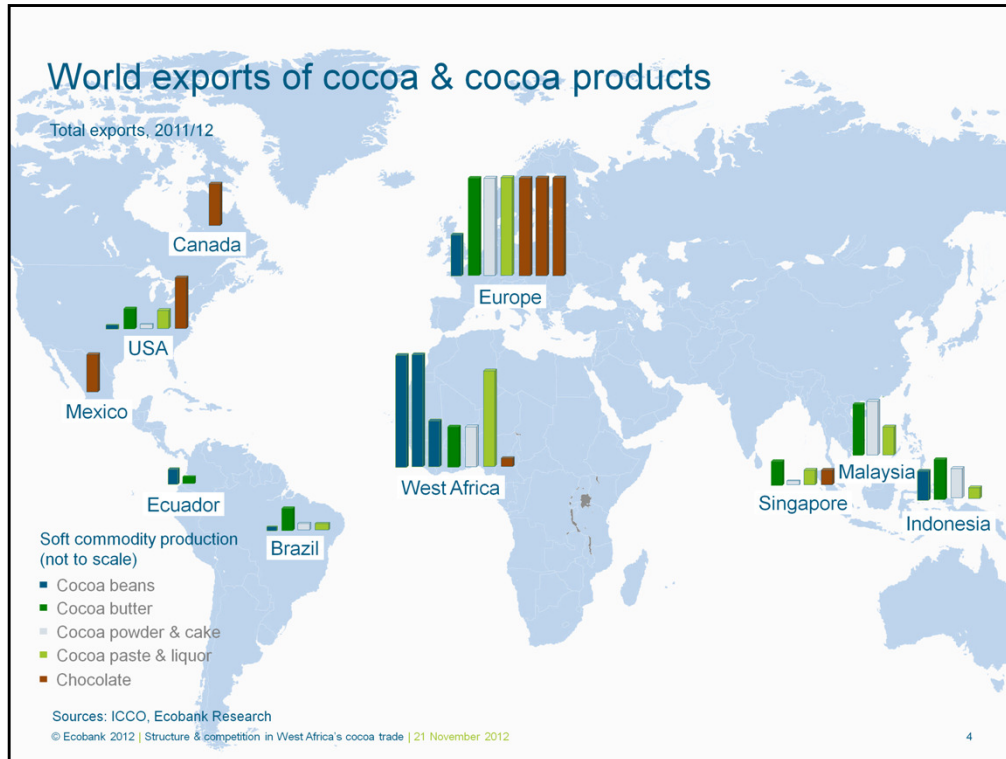 World exports of cocoa & cocoa products
Total exports, 2011/12
Canada
Europe
USA
Mexico
West Africa
Malaysia
Singapore
Indonesia
Ecuador
Brazil
Soft commodity production
(not to scale)
Cocoa beans
Cocoa butter
Cocoa powder & cake
Cocoa paste & liquor
Chocolate
Sources: ICCO, Ecobank Research
© Ecobank 2012 | Structure & competition in West Africa's cocoa trade | 21 November 2012
4